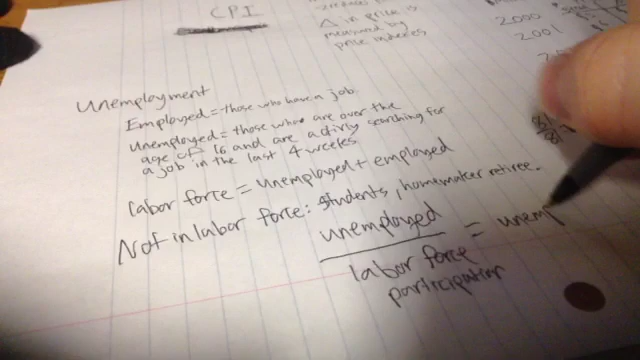 CPI
Δ in price is
measured by
price indexes
2000
2001
Unemployment
Employed = those who have a job.
Unemployed = those who are over the
age of 16 and are activly searching for
a job in the last 4 weeks
labor force = unemployed + employed
Not in labor force: students, homemaker retiree.
unemployed = unempl
labor force
participation